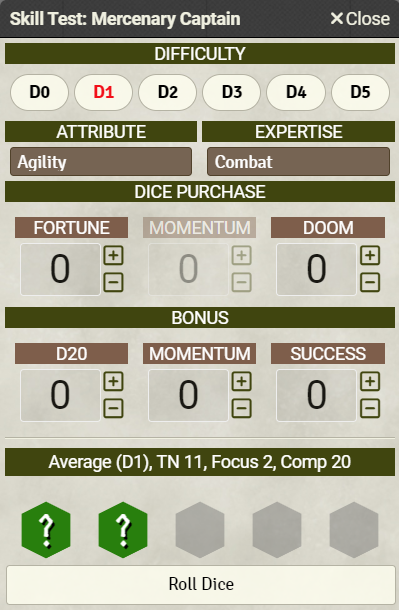 Skill Test: Mercenary Captain ✕Close
DIFFICULTY
D0 D1 D2 D3 D4 D5
ATTRIBUTE EXPERTISE
Agility Combat
DICE PURCHASE
FORTUNE MOMENTUM DOOM
0 0 0
BONUS
D20 MOMENTUM SUCCESS
0 0 0
Average (D1), TN 11, Focus 2, Comp 20
? ?
Roll Dice